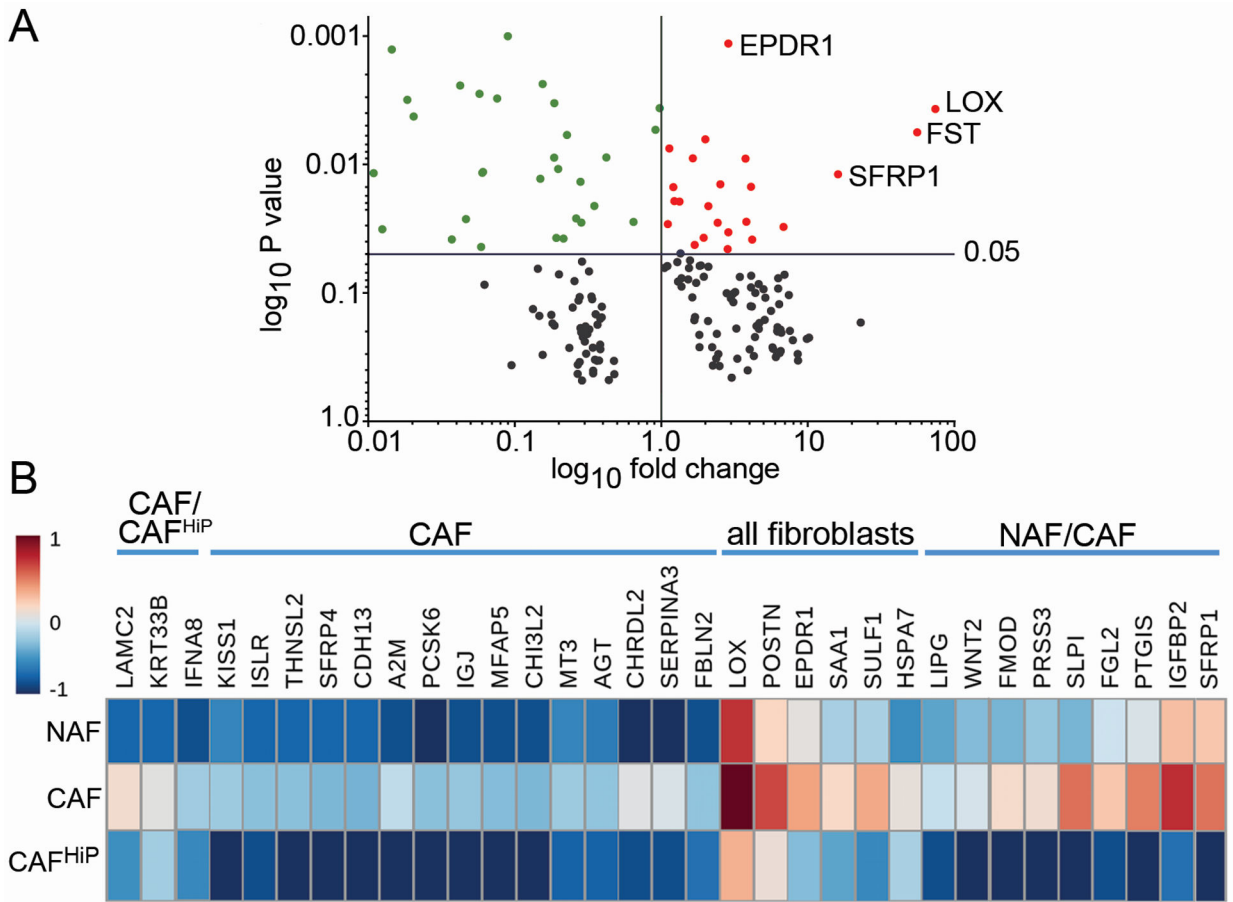 A
0.001
0.01
0.1
1.0
log10 P value
EPDR1
LOX
FST
SFRP1
0.05
0.01 0.1 1.0 10 100
log10 fold change
B
CAF/
CAFHiP
CAF
all fibroblasts
NAF/CAF
1
0
-1
LAMC2
KRT33B
IFNA8
KISS1
ISLR
THNSL2
SFRP4
CDH13
A2M
PCSK6
IGJ
MFAP5
CHI3L2
MT3
AGT
CHRDL2
SERPINA3
FBLN2
LOX
POSTN
EPDR1
SAA1
SULF1
HSPA7
LIPG
WNT2
FMOD
PRSS3
SLPI
FGL2
PTGIS
IGFBP2
SFRP1
NAF
CAF
CAFHiP